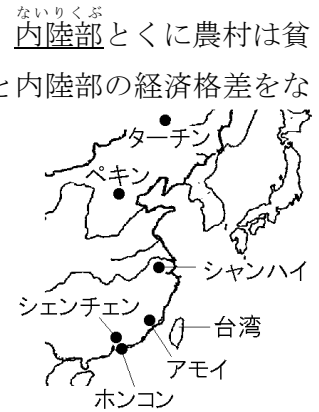 ないりくぶ
内陸部とくに農村は貧
と内陸部の経済格差をな
ターチン
ペキン
シャンハイ
シェンチェン
台湾
アモイ
ホンコン